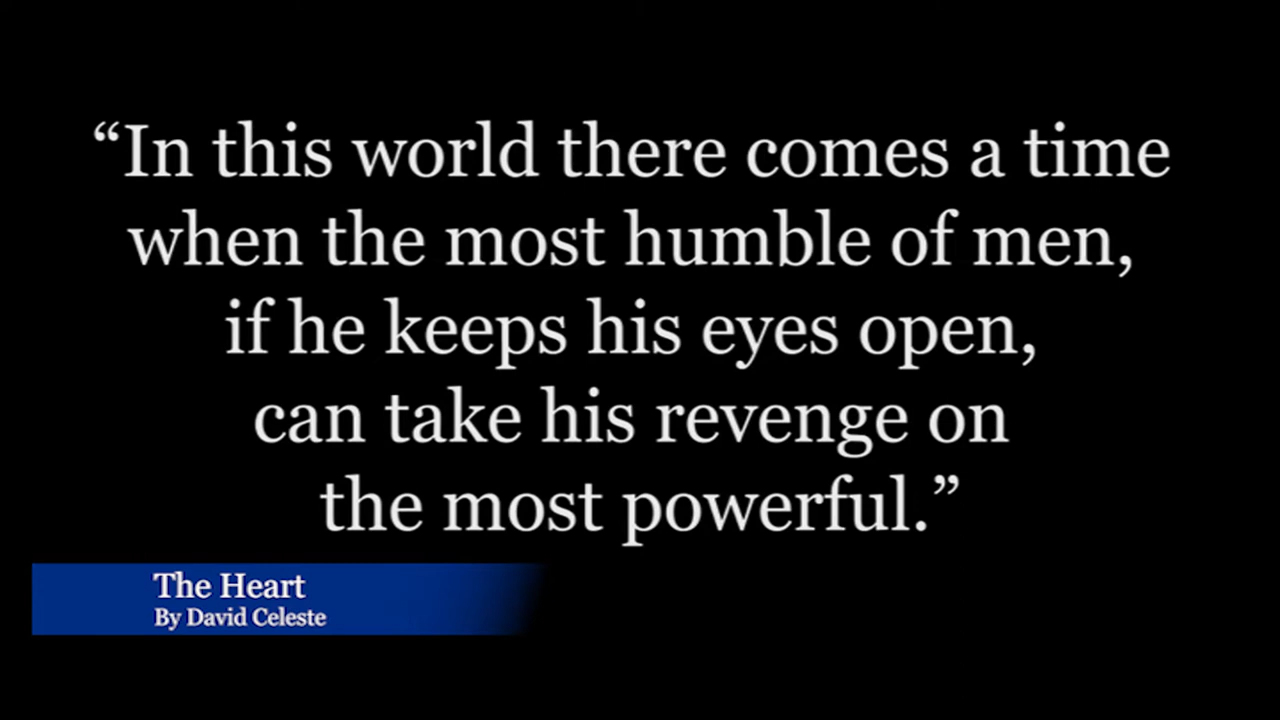 “In this world there comes a time
when the most humble of men,
if he keeps his eyes open,
can take his revenge on
the most powerful.”
The Heart
By David Celeste